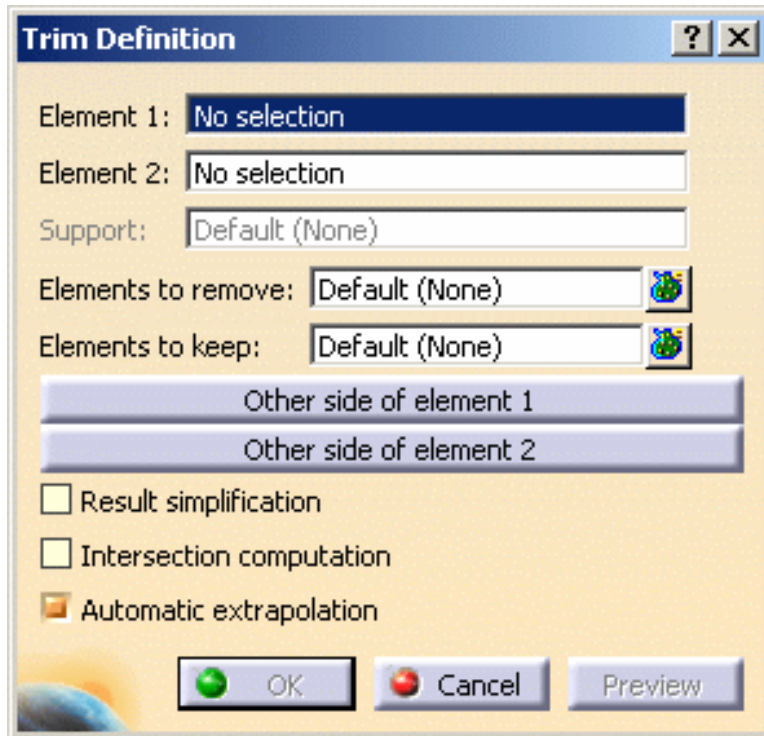 Trim Definition
?
Element 1: No selection
Element 2: No selection
Support: Default (None)
Elements to remove: Default (None)
Elements to keep: Default (None)
Other side of element 1
Other side of element 2
Result simplification
Intersection computation
Automatic extrapolation
OK Cancel Preview